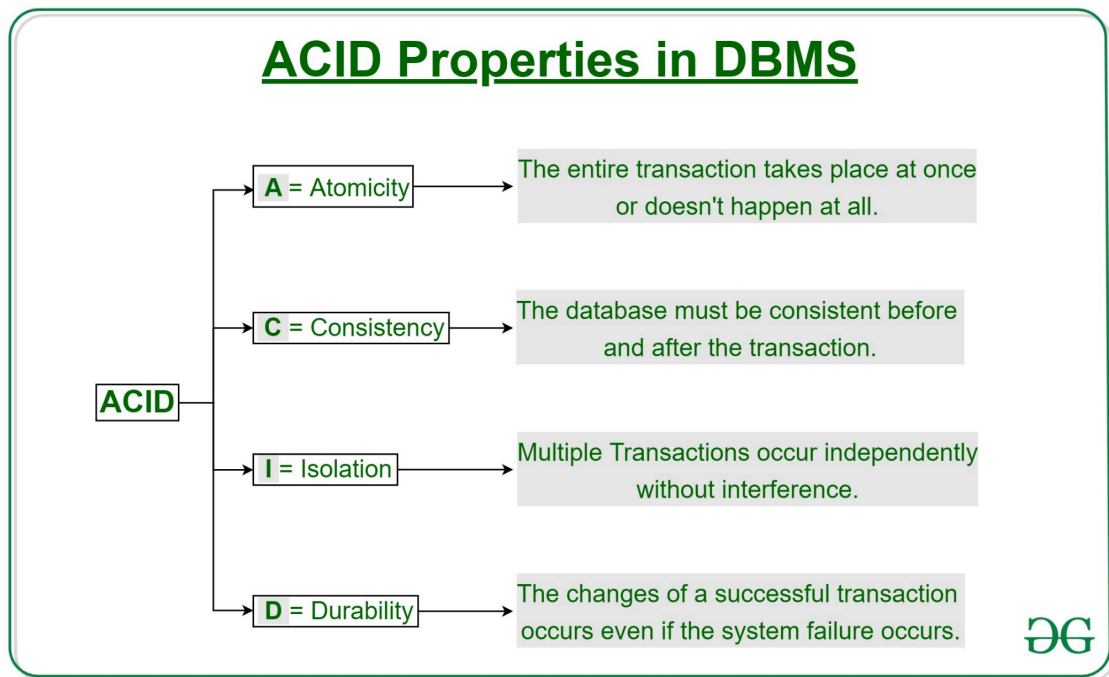 ACID Properties in DBMS
A = Atomicity
The entire transaction takes place at once
or doesn't happen at all.
C = Consistency
The database must be consistent before
and after the transaction.
ACID
I = Isolation
Multiple Transactions occur independently
without interference.
D = Durability
The changes of a successful transaction
occurs even if the system failure occurs.